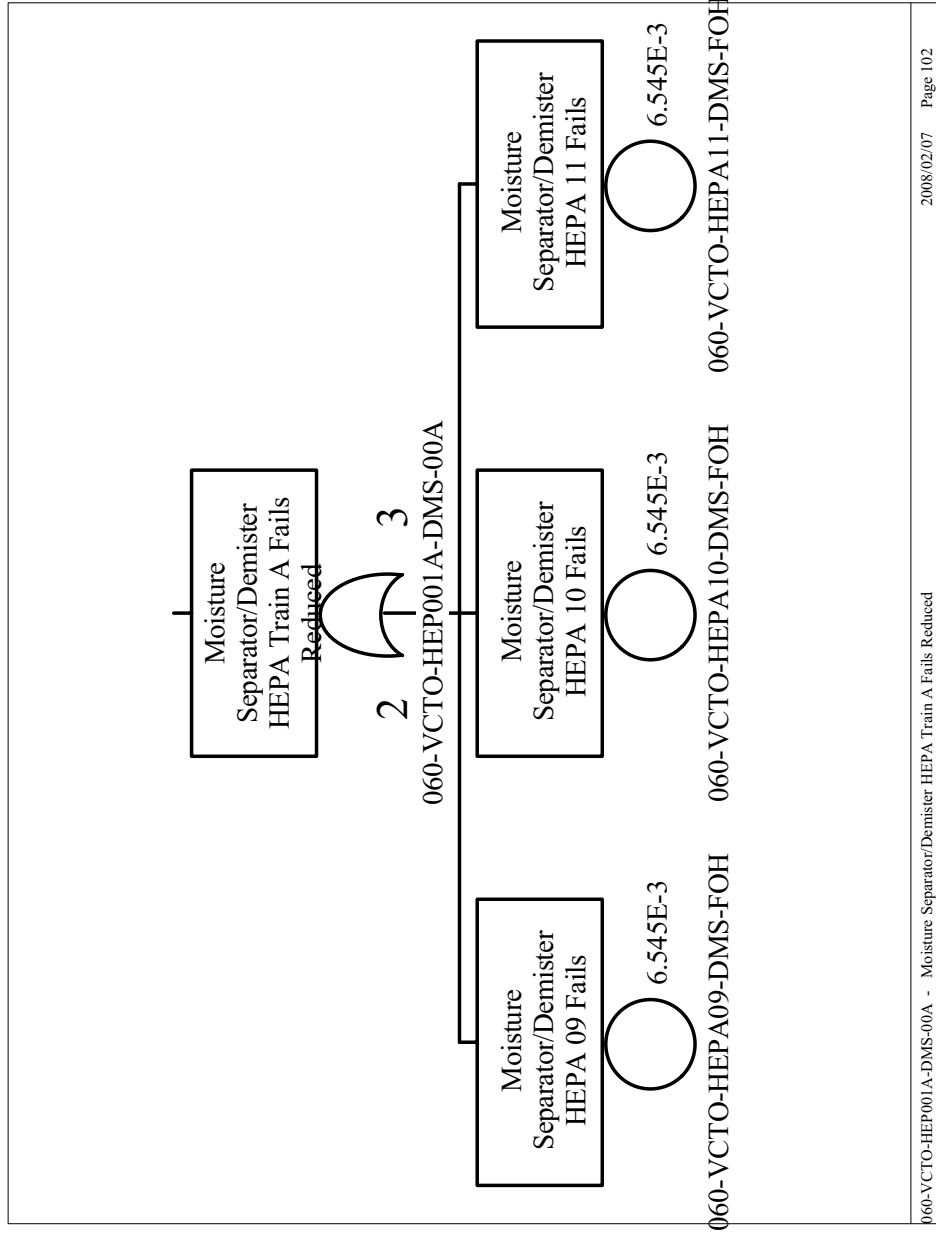 Moisture
Separator/Demister
HEPA Train A Fails
Reduced
2 3
060-VCTO-HEP001A-DMS-00A
Moisture
Separator/Demister
HEPA 09 Fails
6.545E-3
060-VCTO-HEPA09-DMS-FOH
Moisture
Separator/Demister
HEPA 10 Fails
6.545E-3
060-VCTO-HEPA10-DMS-FOH
Moisture
Separator/Demister
HEPA 11 Fails
6.545E-3
060-VCTO-HEPA11-DMS-FOH
060-VCTO-HEP001A-DMS-00A - Moisture Separator/Demister HEPA Train A Fails Reduced
2008/02/07 Page 102